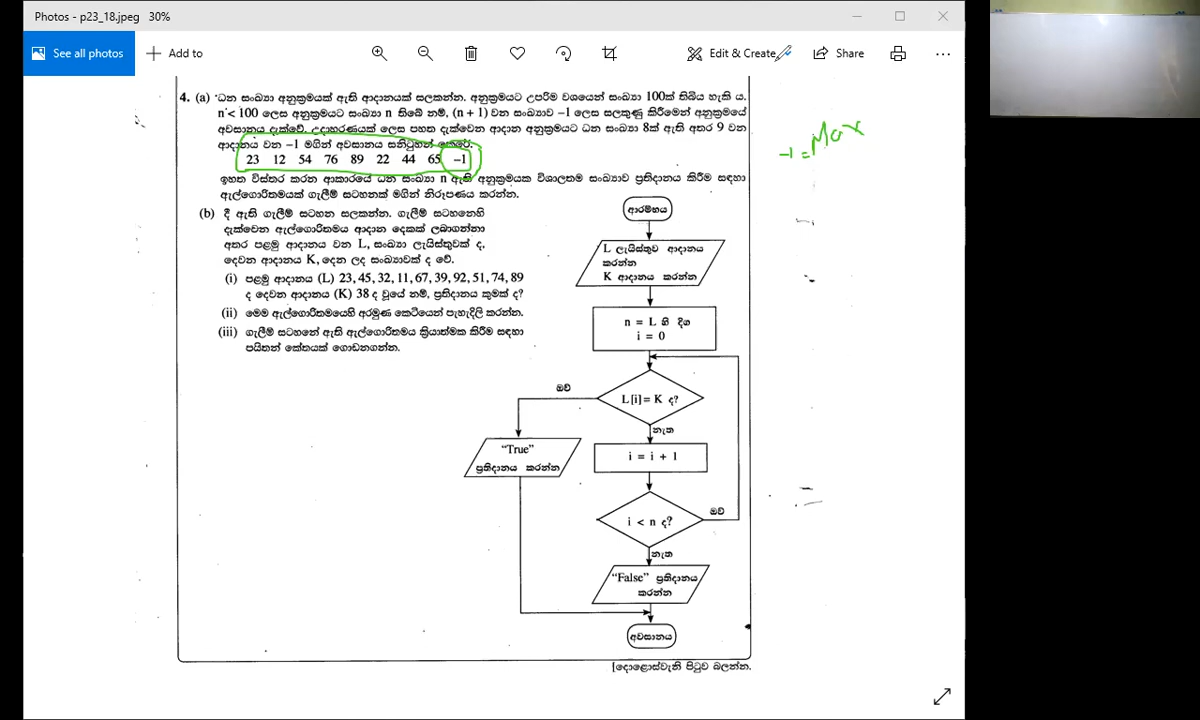 Photos - p23_18.jpeg 30%
See all photos
Add to
Edit & Create
Share
4. (a) ධන සංඛ්‍යා අනුක්‍රමයක් ඇති ආදානයක් සලකන්න. අනුක්‍රමයට උපරිම වශයෙන් සංඛ්‍යා 100ක් තිබිය හැකි ය.
n < 100 ලෙස අනුක්‍රමයට සංඛ්‍යා n තිබේ නම්, (n + 1) වන සංඛ්‍යාව −1 ලෙස සලකුණු කිරීමෙන් අනුක්‍රමයේ
අවසානය දැක්වේ. උදාහරණයක් ලෙස පහත දැක්වෙන ආදාන අනුක්‍රමයට ධන සංඛ්‍යා 8ක් ඇති අතර 9 වන
ආදානය වන −1 මගින් අවසානය සනිටුහන් කෙරේ.
23 12 54 76 89 22 44 65 −1
-1 = Max
ඉහත විස්තර කරන ආකාරයේ ධන සංඛ්‍යා n ඇති අනුක්‍රමයක විශාලතම සංඛ්‍යාව ප්‍රතිදානය කිරීම සඳහා
ඇල්ගොරිතමයක් ගැලීම් සටහනක් මගින් නිරූපණය කරන්න.
(b) දී ඇති ගැලීම් සටහන සලකන්න. ගැලීම් සටහනෙහි
දැක්වෙන ඇල්ගොරිතමය ආදාන දෙකක් ලබාගන්නා
අතර පළමු ආදානය වන L, සංඛ්‍යා ලැයිස්තුවක් ද,
දෙවන ආදානය K, දෙන ලද සංඛ්‍යාවක් ද වේ.
(i) පළමු ආදානය (L) 23, 45, 32, 11, 67, 39, 92, 51, 74, 89
ද දෙවන ආදානය (K) 38 ද වූයේ නම්, ප්‍රතිදානය කුමක් ද?
(ii) මෙම ඇල්ගොරිතමයෙහි අරමුණ කෙටියෙන් පැහැදිලි කරන්න.
(iii) ගැලීම් සටහනේ ඇති ඇල්ගොරිතමය ක්‍රියාත්මක කිරීම සඳහා
පයිතන් කේතයක් ගොඩනගන්න.
ආරම්භය
L ලැයිස්තුව ආදානය
කරන්න
K ආදානය කරන්න
n = L හි දිග
i = 0
ඔව්
L[i] = K ද?
නැත
"True"
ප්‍රතිදානය කරන්න
i = i + 1
i < n ද?
ඔව්
නැත
"False" ප්‍රතිදානය
කරන්න
අවසානය
[දොළොස්වැනි පිටුව බලන්න.